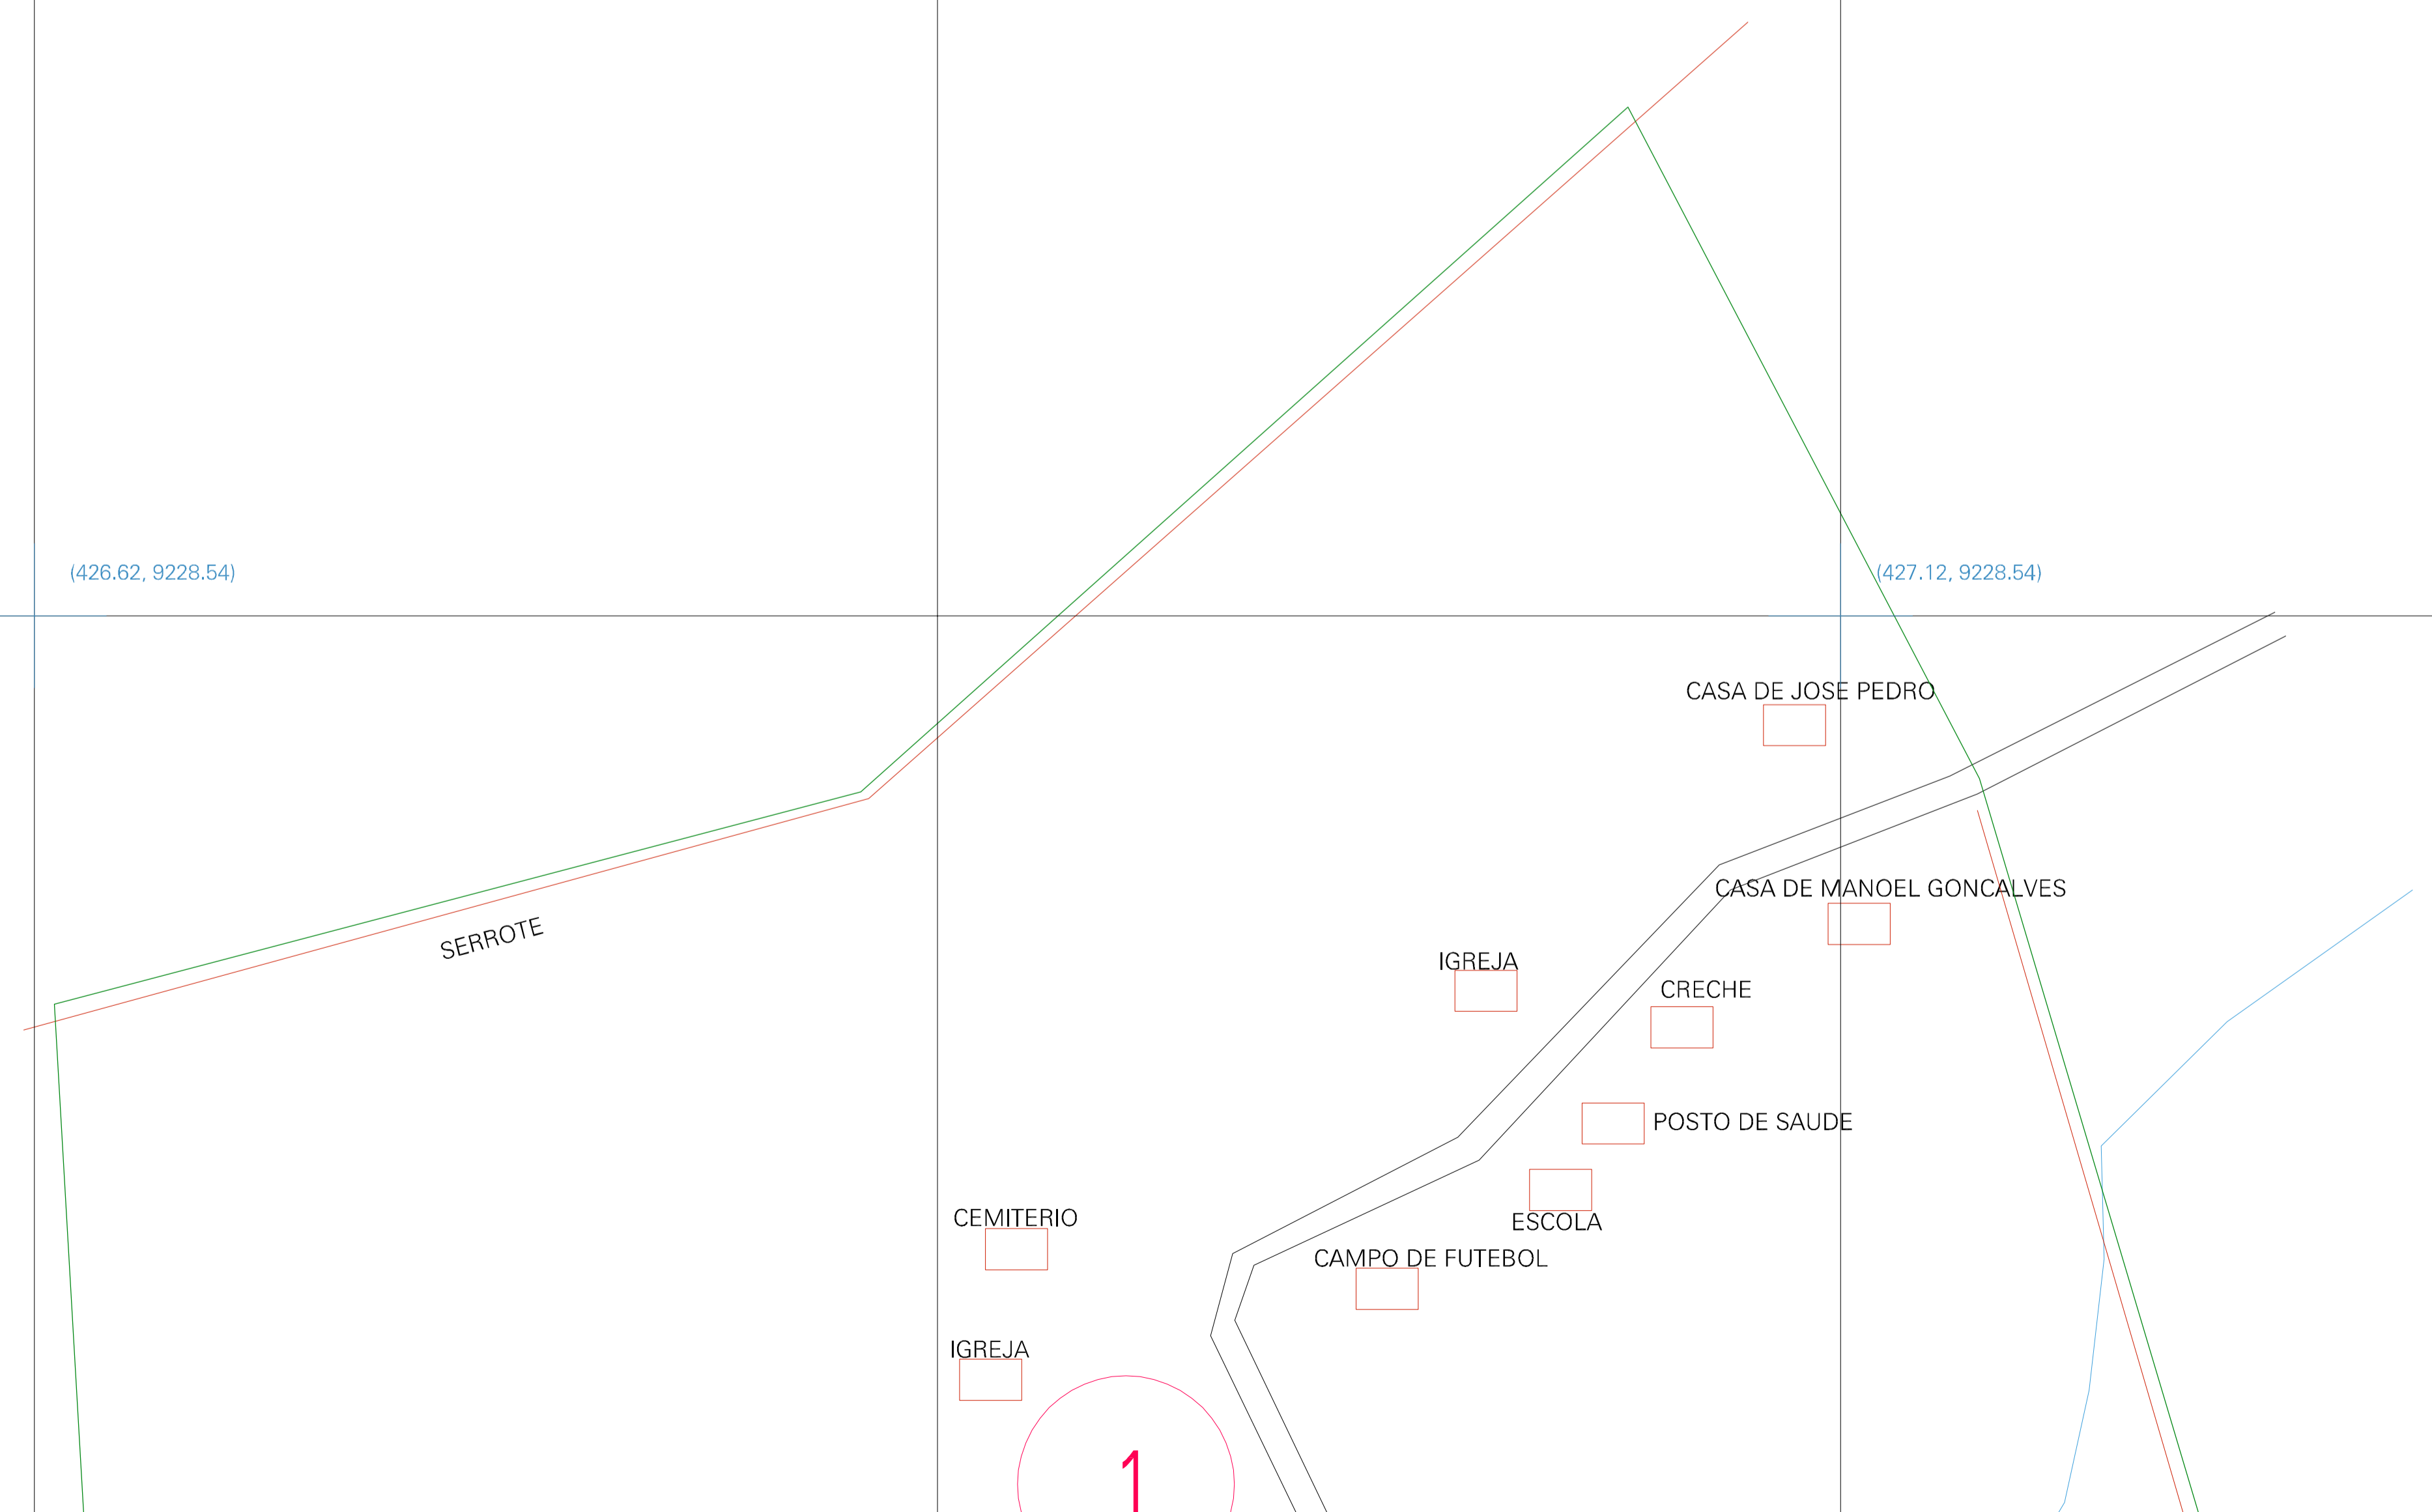 (426.62, 9228.54)
(427.12, 9228.54)
CASA DE JOSE PEDRO
CASA DE MANOEL GONCALVES
SERROTE
IGREJA
CRECHE
POSTO DE SAUDE
CEMITERIO
ESCOLA
CAMPO DE FUTEBOL
IGREJA
1